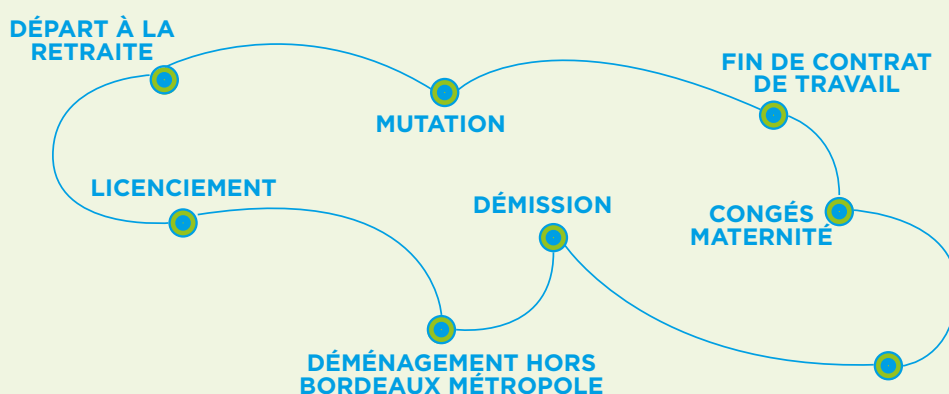 DÉPART À LA
RETRAITE
MUTATION
FIN DE CONTRAT
DE TRAVAIL
LICENCIEMENT
DÉMISSION
CONGÉS
MATERNITÉ
DÉMÉNAGEMENT HORS
BORDEAUX MÉTROPOLE